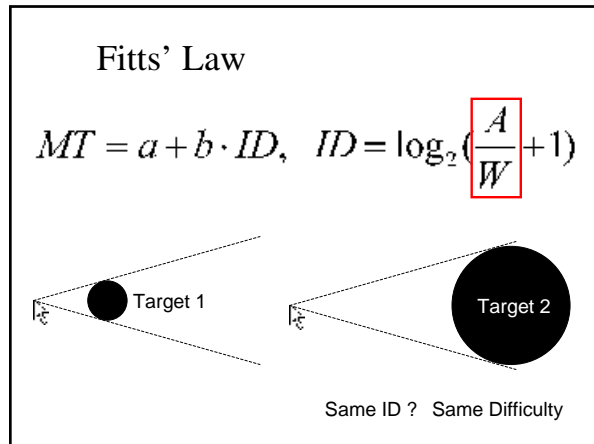 Fitts' Law
MT = a + b · ID, ID = log₂(A/W + 1)
Target 1
Target 2
Same ID ? Same Difficulty